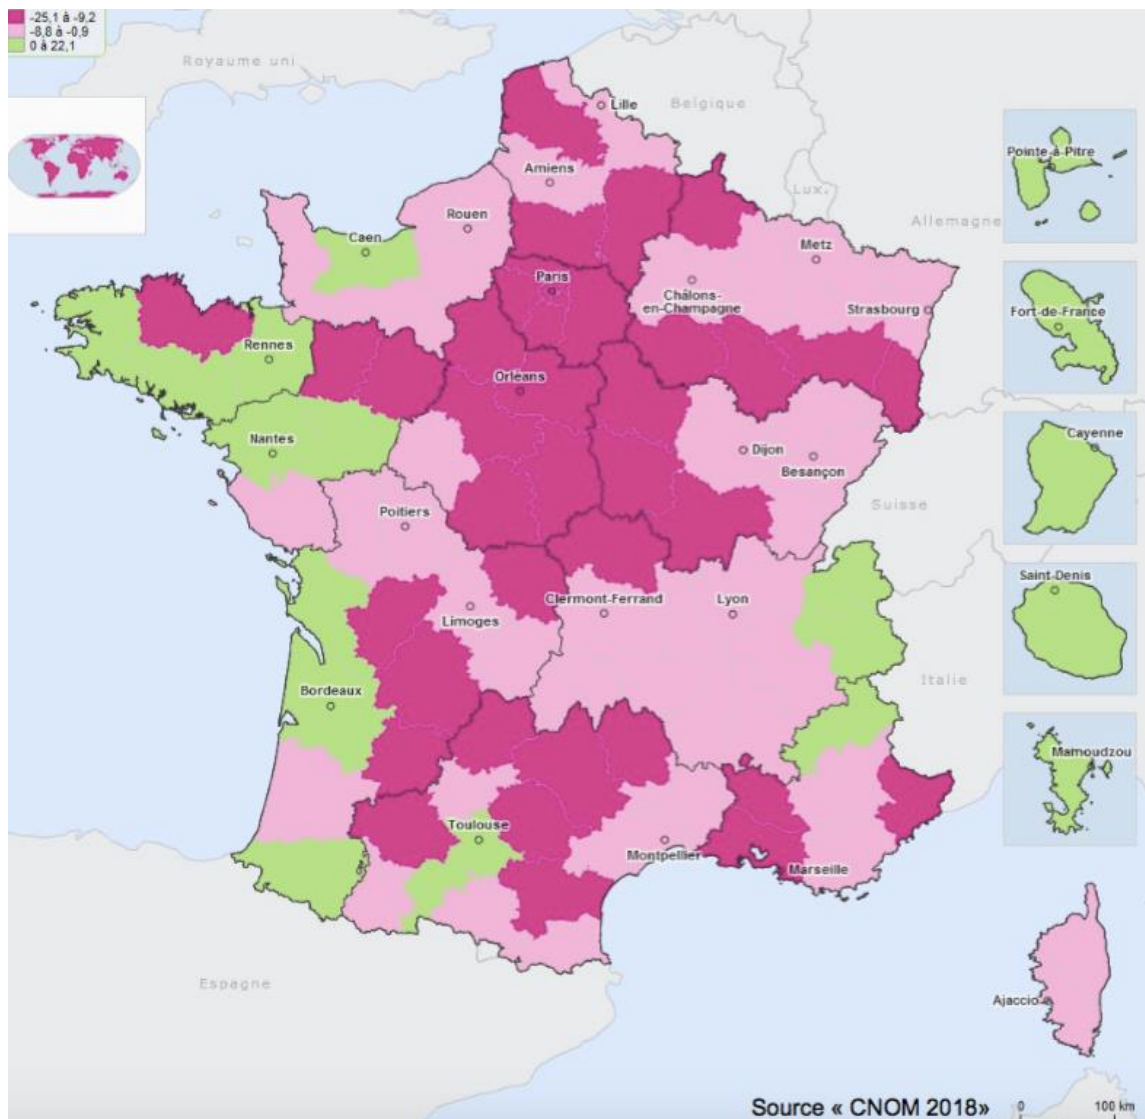 -25,1 à -9,2
-8,8 à -0,9
0 à 22,1
Royaume uni
Lille
Belgique
Pointe-à-Pitre
Amiens
Lux.
Allemagne
Rouen
Caen
Metz
Paris
Châlons-
en-Champagne
Strasbourg
Fort-de-France
Rennes
Orléans
Nantes
Dijon
Besançon
Cayenne
Suisse
Poitiers
Saint-Denis
Clermont-Ferrand
Lyon
Limoges
Italie
Bordeaux
Mamoudzou
Toulouse
Montpellier
Marseille
Espagne
Ajaccio
Source « CNOM 2018»
0
100 km